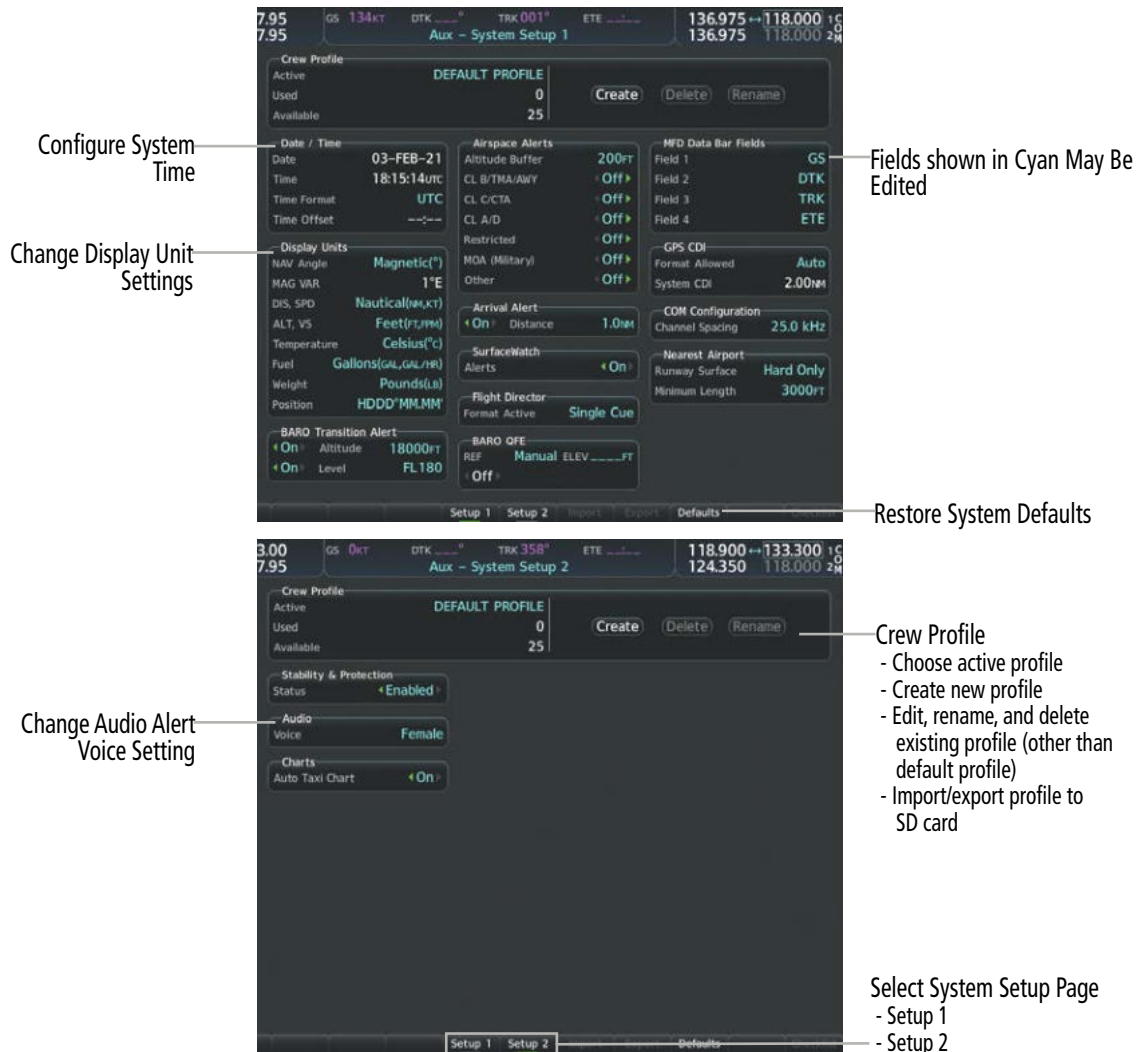 7.95 GS 134KT DTK ___° TRK 001° ETE __:__ 136.975 ↔ 118.000 1 COM
7.95 Aux – System Setup 1 136.975 118.000 2
Crew Profile
Active DEFAULT PROFILE
Used 0 Create Delete Rename
Available 25
Configure System
Time
Date / Time
Date 03-FEB-21
Time 18:15:14UTC
Time Format UTC
Time Offset --:--
Change Display Unit
Settings
Display Units
NAV Angle Magnetic(°)
MAG VAR 1°E
DIS, SPD Nautical(NM,KT)
ALT, VS Feet(FT,FPM)
Temperature Celsius(°C)
Fuel Gallons(GAL,GAL/HR)
Weight Pounds(LB)
Position HDDD°MM.MM'
BARO Transition Alert
On Altitude 18000FT
On Level FL180
Airspace Alerts
Altitude Buffer 200FT
CL B/TMA/AWY Off
CL C/CTA Off
CL A/D Off
Restricted Off
MOA (Military) Off
Other Off
Arrival Alert
On Distance 1.0NM
SurfaceWatch
Alerts On
Flight Director
Format Active Single Cue
BARO QFE
REF Manual ELEV ____FT
Off
MFD Data Bar Fields
Field 1 GS
Field 2 DTK
Field 3 TRK
Field 4 ETE
Fields shown in Cyan May Be
Edited
GPS CDI
Format Allowed Auto
System CDI 2.00NM
COM Configuration
Channel Spacing 25.0 kHz
Nearest Airport
Runway Surface Hard Only
Minimum Length 3000FT
Setup 1 Setup 2 Import Export Defaults Checklist
Restore System Defaults
3.00 GS 0KT DTK ___° TRK 358° ETE __:__ 118.900 ↔ 133.300 1 COM
7.95 Aux – System Setup 2 124.350 118.000 2
Crew Profile
Active DEFAULT PROFILE
Used 0 Create Delete Rename
Available 25
Crew Profile
- Choose active profile
- Create new profile
- Edit, rename, and delete
existing profile (other than
default profile)
- Import/export profile to
SD card
Stability & Protection
Status Enabled
Change Audio Alert
Voice Setting
Audio
Voice Female
Charts
Auto Taxi Chart On
Setup 1 Setup 2 Import Export Defaults Checklist
Select System Setup Page
- Setup 1
- Setup 2